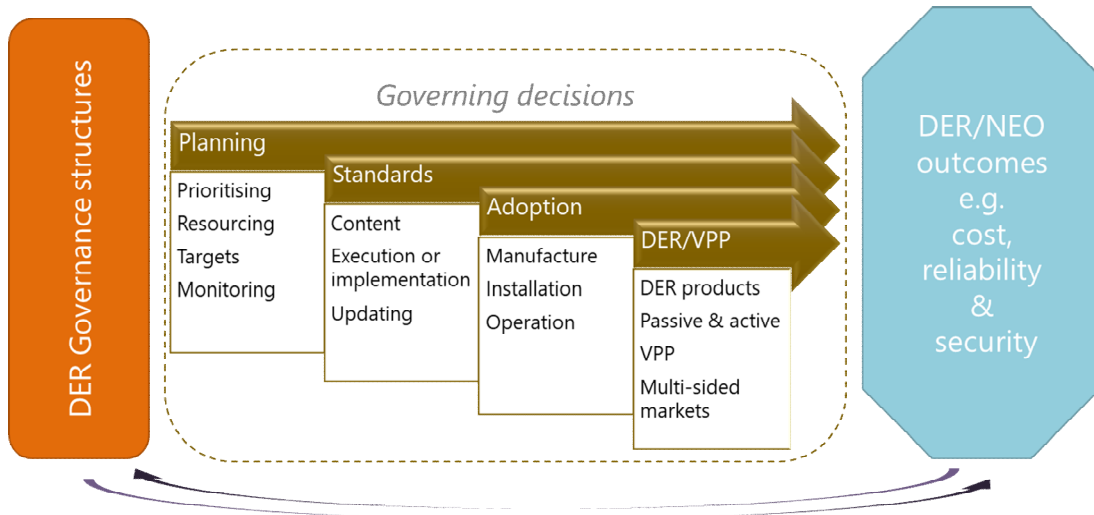 DER Governance structures
Governing decisions
Planning
Prioritising
Resourcing
Targets
Monitoring
Standards
Content
Execution or
implementation
Updating
Adoption
Manufacture
Installation
Operation
DER/VPP
DER products
Passive & active
VPP
Multi-sided
markets
DER/NEO
outcomes
e.g.
cost,
reliability
&
security